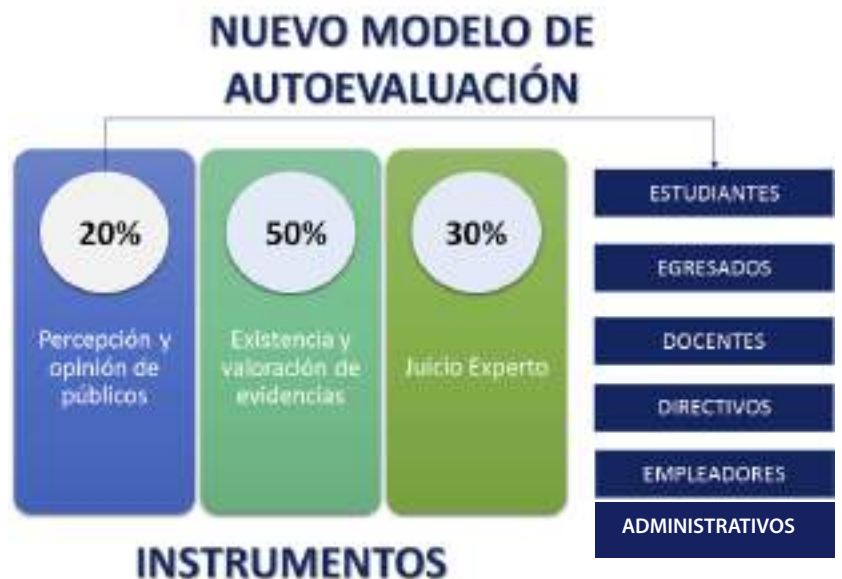 NUEVO MODELO DE
AUTOEVALUACIÓN
20%
Percepción y
opinión de
públicos
50%
Existencia y
valoración de
evidencias
30%
Juicio Experto
ESTUDIANTES
EGRESADOS
DOCENTES
DIRECTIVOS
EMPLEADORES
ADMINISTRATIVOS
INSTRUMENTOS